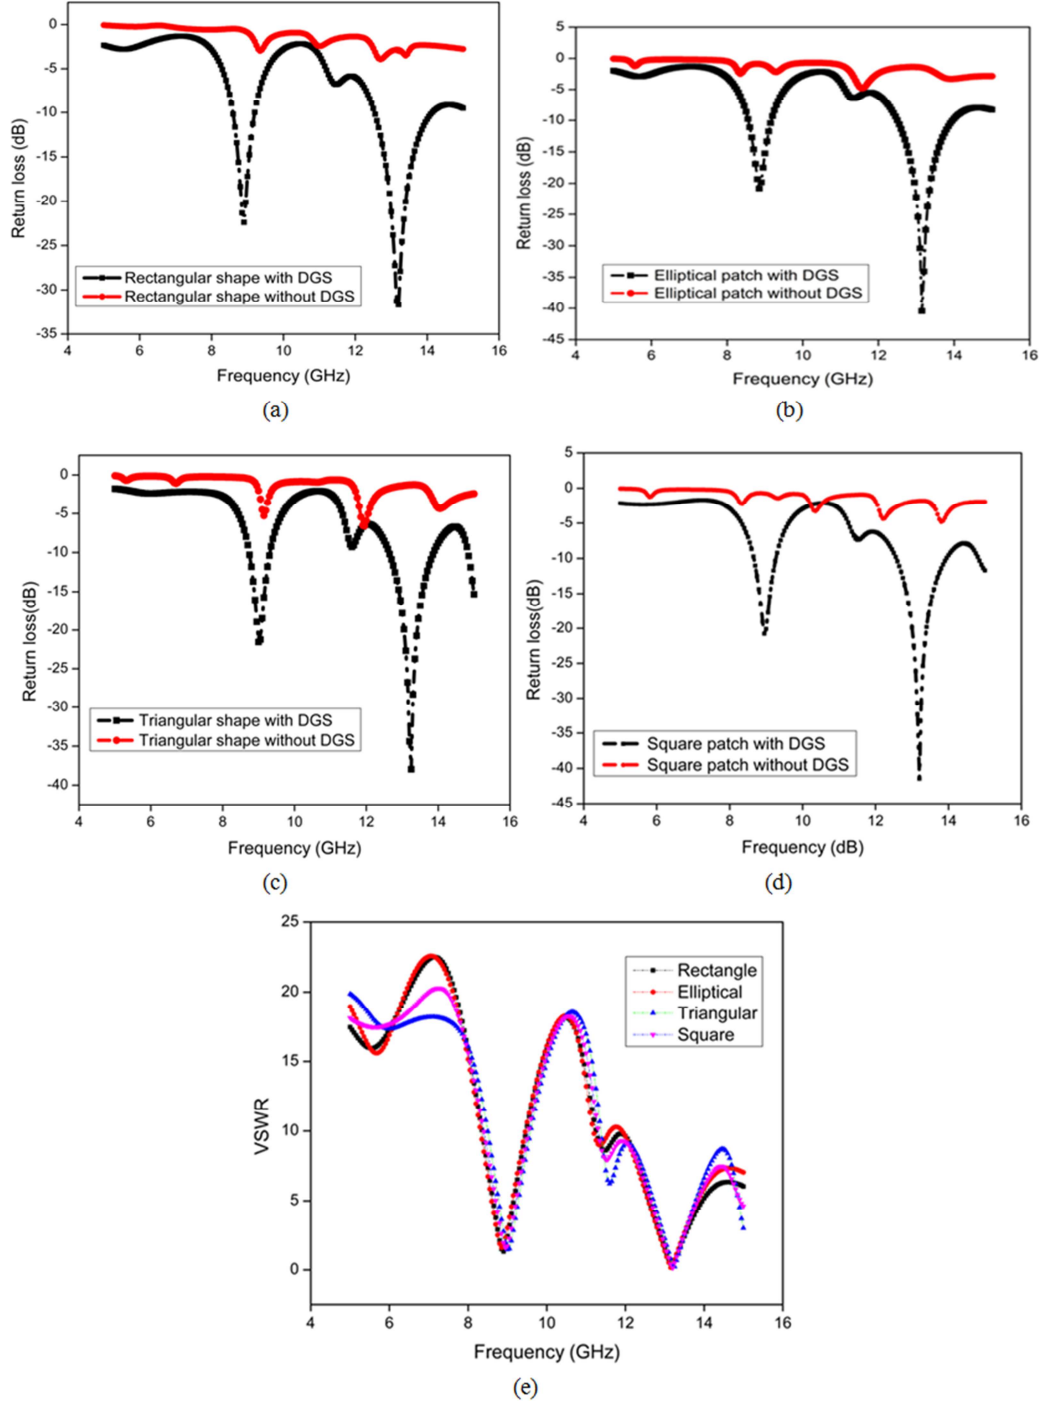 0
-5
-10
-15
-20
-25
-30
-35
4 6 8 10 12 14 16
Return loss (dB)
Frequency (GHz)
Rectangular shape with DGS
Rectangular shape without DGS
(a)
5
0
-5
-10
-15
-20
-25
-30
-35
-40
-45
4 6 8 10 12 14 16
Return loss (dB)
Frequency (GHz)
Elliptical patch with DGS
Elliptical patch without DGS
(b)
0
-5
-10
-15
-20
-25
-30
-35
-40
4 6 8 10 12 14 16
Return loss(dB)
Frequency (GHz)
Triangular shape with DGS
Triangular shape without DGS
(c)
5
0
-5
-10
-15
-20
-25
-30
-35
-40
-45
4 6 8 10 12 14 16
Return loss(dB)
Frequency (dB)
Square patch with DGS
Square patch without DGS
(d)
25
20
15
10
5
0
4 6 8 10 12 14 16
VSWR
Frequency (GHz)
Rectangle
Elliptical
Triangular
Square
(e)